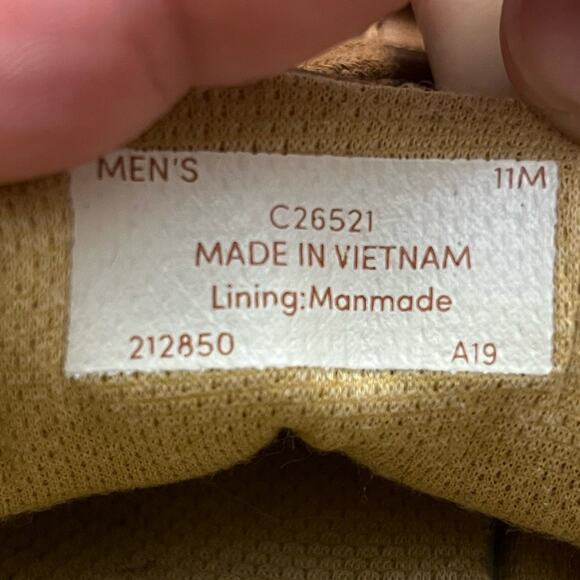 MEN'S 11M
C26521
MADE IN VIETNAM
Lining:Manmade
212850 A19